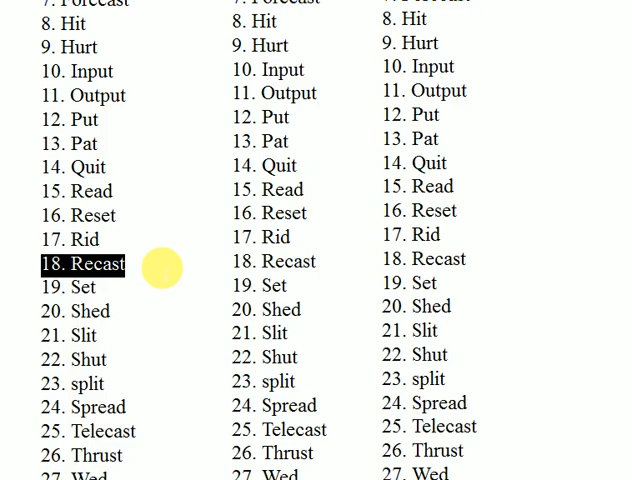 7. Forecast 7. Forecast 7. Forecast
8. Hit 8. Hit 8. Hit
9. Hurt 9. Hurt 9. Hurt
10. Input 10. Input 10. Input
11. Output 11. Output 11. Output
12. Put 12. Put 12. Put
13. Pat 13. Pat 13. Pat
14. Quit 14. Quit 14. Quit
15. Read 15. Read 15. Read
16. Reset 16. Reset 16. Reset
17. Rid 17. Rid 17. Rid
18. Recast 18. Recast 18. Recast
19. Set 19. Set 19. Set
20. Shed 20. Shed 20. Shed
21. Slit 21. Slit 21. Slit
22. Shut 22. Shut 22. Shut
23. split 23. split 23. split
24. Spread 24. Spread 24. Spread
25. Telecast 25. Telecast 25. Telecast
26. Thrust 26. Thrust 26. Thrust
27. Wed 27. Wed 27. Wed